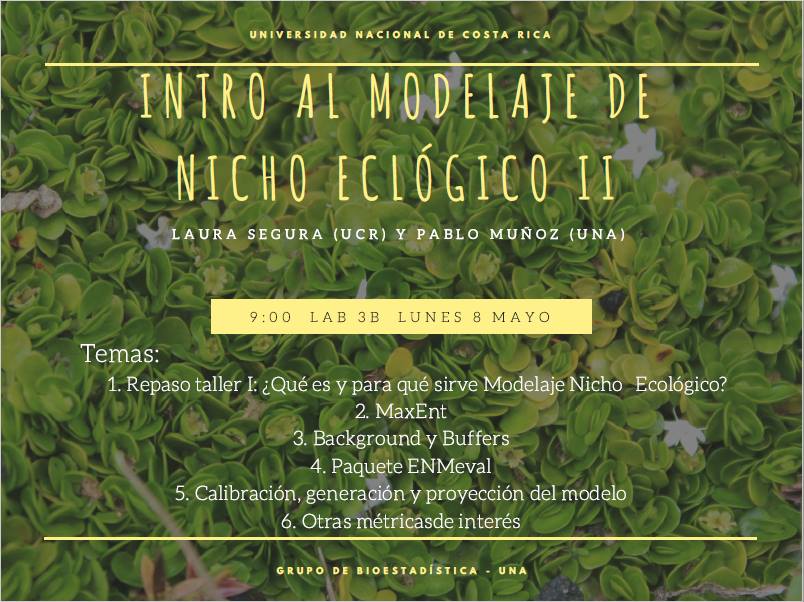 UNIVERSIDAD NACIONAL DE COSTA RICA
INTRO AL MODELAJE DE
NICHO ECLÓGICO II
LAURA SEGURA (UCR) Y PABLO MUÑOZ (UNA)
9:00 LAB 3B LUNES 8 MAYO
Temas:
1. Repaso taller I: ¿Qué es y para qué sirve Modelaje Nicho Ecológico?
2. MaxEnt
3. Background y Buffers
4. Paquete ENMeval
5. Calibración, generación y proyección del modelo
6. Otras métricasde interés
GRUPO DE BIOESTADÍSTICA - UNA